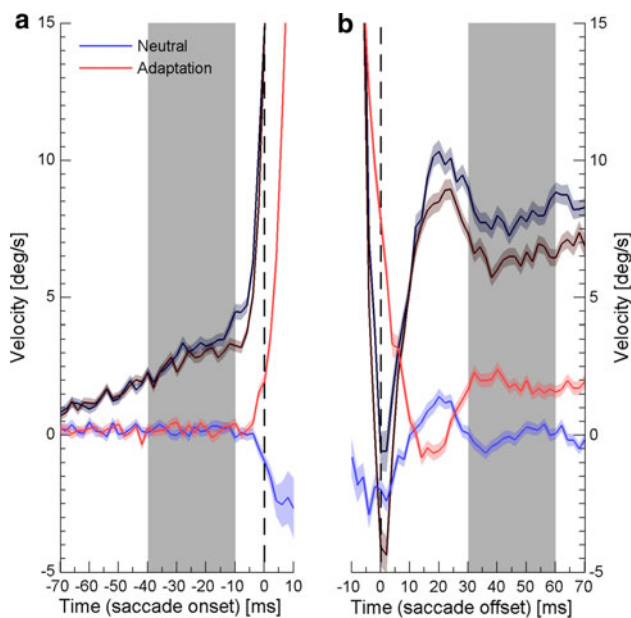 a
b
Neutral
Adaptation
15
10
5
0
-5
Velocity [deg/s]
-70 -60 -50 -40 -30 -20 -10 0 10
Time (saccade onset) [ms]
15
10
5
0
-5
Velocity [deg/s]
-10 0 10 20 30 40 50 60 70
Time (saccade offset) [ms]